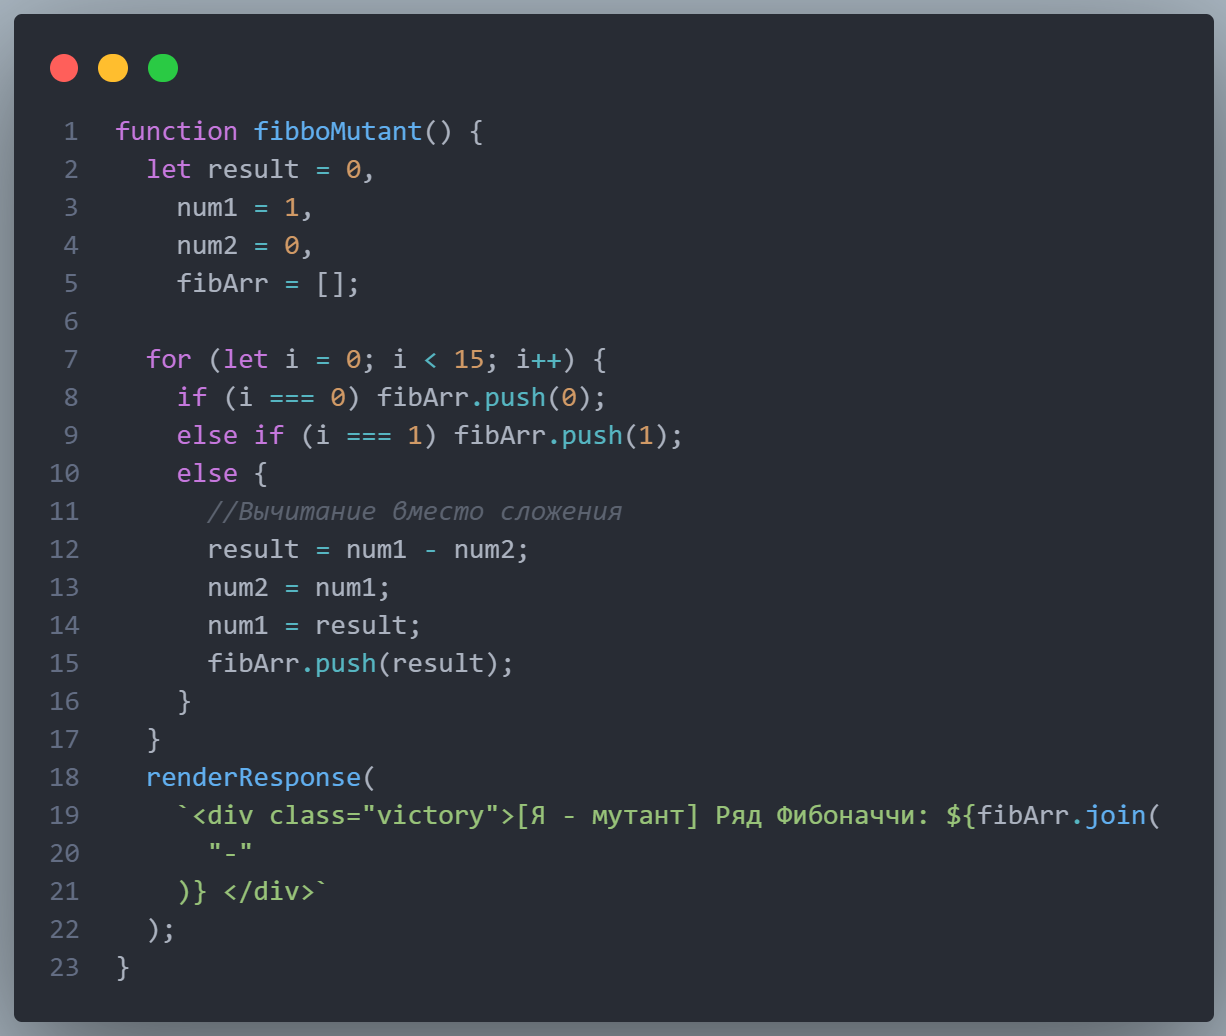 1 function fibboMutant() {
2 let result = 0,
3 num1 = 1,
4 num2 = 0,
5 fibArr = [];
6
7 for (let i = 0; i < 15; i++) {
8 if (i === 0) fibArr.push(0);
9 else if (i === 1) fibArr.push(1);
10 else {
11 //Вычитание вместо сложения
12 result = num1 - num2;
13 num2 = num1;
14 num1 = result;
15 fibArr.push(result);
16 }
17 }
18 renderResponse(
19 `<div class="victory">[Я - мутант] Ряд Фибоначчи: ${fibArr.join(
20 "-"
21 )} </div>`
22 );
23 }